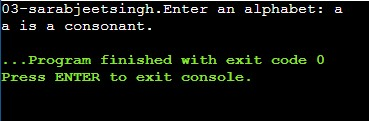 03-sarabjeetsingh.Enter an alphabet: a
a is a consonant.
...Program finished with exit code 0
Press ENTER to exit console.